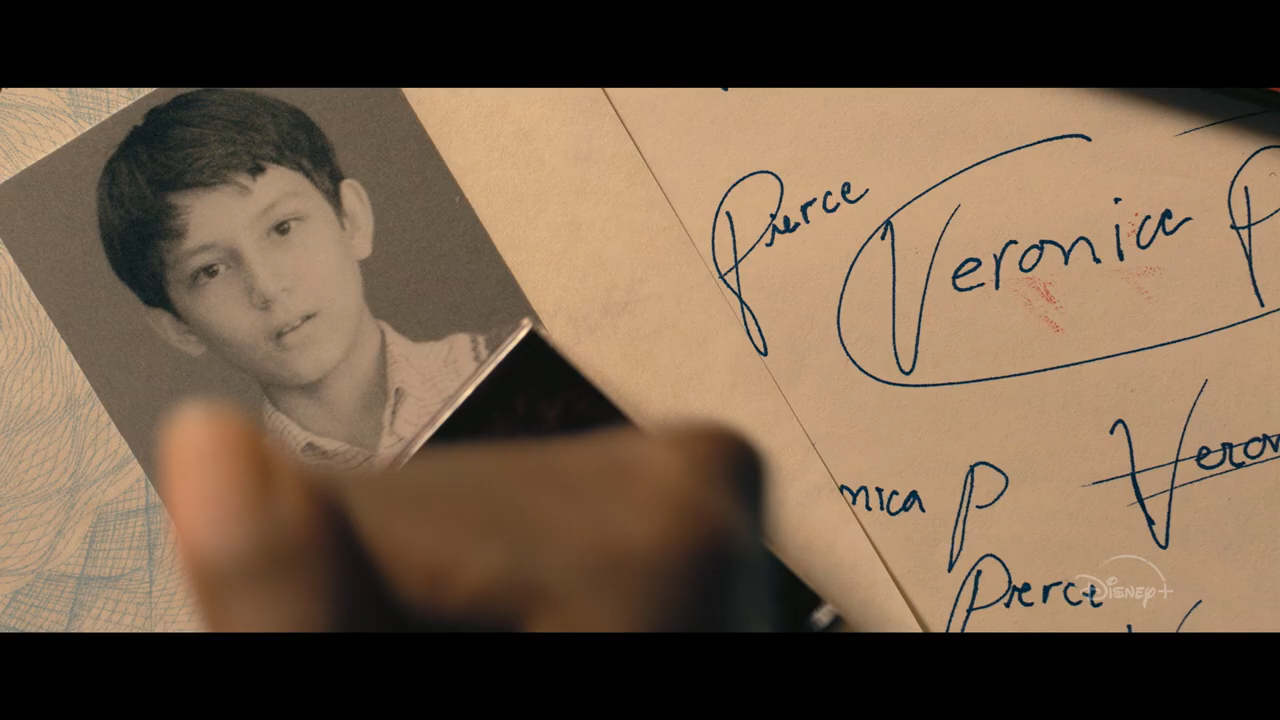 Pierce
Veronica P
nica P
Veron
Pierce
Disney+